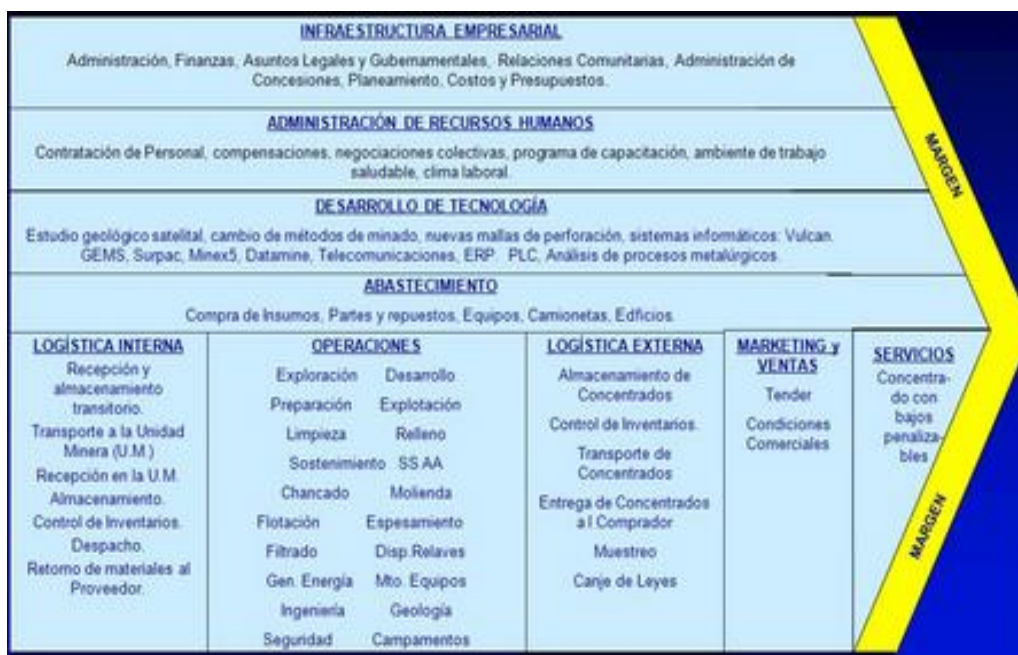 INFRAESTRUCTURA EMPRESARIAL
Administración, Finanzas, Asuntos Legales y Gubernamentales, Relaciones Comunitarias, Administración de
Concesiones, Planeamiento, Costos y Presupuestos.
ADMINISTRACIÓN DE RECURSOS HUMANOS
Contratación de Personal, compensaciones, negociaciones colectivas, programa de capacitación, ambiente de trabajo
saludable, clima laboral.
DESARROLLO DE TECNOLOGÍA
Estudio geológico satelital, cambio de métodos de minado, nuevas mallas de perforación, sistemas informáticos: Vulcan.
GEMS, Surpac, Minex5, Datamine, Telecomunicaciones, ERP PLC, Análisis de procesos metalúrgicos.
ABASTECIMIENTO
Compra de Insumos, Partes y repuestos, Equipos, Camionetas, Edificios.
LOGÍSTICA INTERNA
Recepción y
almacenamiento
transitorio.
Transporte a la Unidad
Minera (U.M.)
Recepción en la U.M.
Almacenamiento.
Control de Inventarios.
Despacho.
Retorno de materiales al
Proveedor.
OPERACIONES
Exploración Desarrollo
Preparación Explotación
Limpieza Relleno
Sostenimiento SS AA
Chancado Molienda
Flotación Espesamiento
Filtrado Disp.Relaves
Gen. Energía Mto. Equipos
Ingeniería Geología
Seguridad Campamentos
LOGÍSTICA EXTERNA
Almacenamiento de
Concentrados
Control de Inventarios.
Transporte de
Concentrados
Entrega de Concentrados
a l Comprador
Muestreo
Canje de Leyes
MARKETING y
VENTAS
Tender
Condiciones
Comerciales
SERVICIOS
Concentra-
do con
bajos
penaliza-
bles
MARGEN
MARGEN